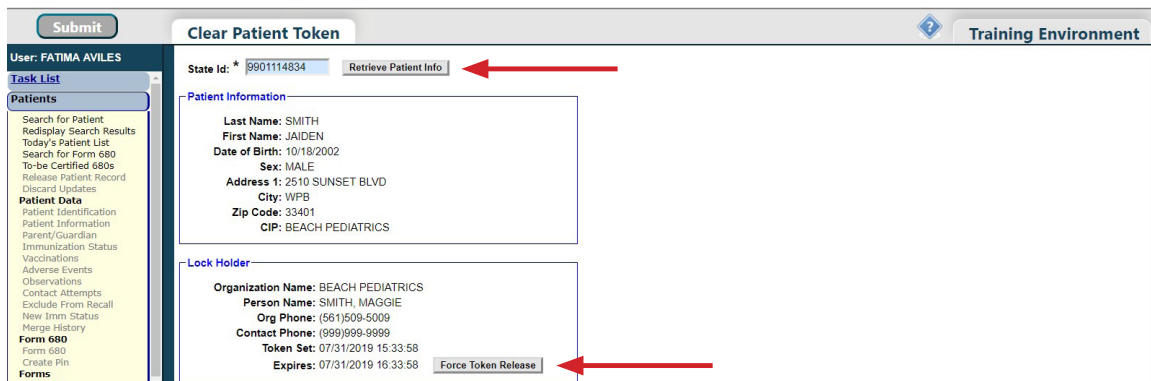 Submit
Clear Patient Token
?
Training Environment
User: FATIMA AVILES
Task List
Patients
Search for Patient
Redisplay Search Results
Today's Patient List
Search for Form 680
To-be Certified 680s
Release Patient Record
Discard Updates
Patient Data
Patient Identification
Patient Information
Parent/Guardian
Immunization Status
Vaccinations
Adverse Events
Observations
Contact Attempts
Exclude From Recall
New Imm Status
Merge History
Form 680
Form 680
Create Pin
Forms
State Id: * 9901114834 Retrieve Patient Info
Patient Information
Last Name: SMITH
First Name: JAIDEN
Date of Birth: 10/18/2002
Sex: MALE
Address 1: 2510 SUNSET BLVD
City: WPB
Zip Code: 33401
CIP: BEACH PEDIATRICS
Lock Holder
Organization Name: BEACH PEDIATRICS
Person Name: SMITH, MAGGIE
Org Phone: (561)509-5009
Contact Phone: (999)999-9999
Token Set: 07/31/2019 15:33:58
Expires: 07/31/2019 16:33:58 Force Token Release